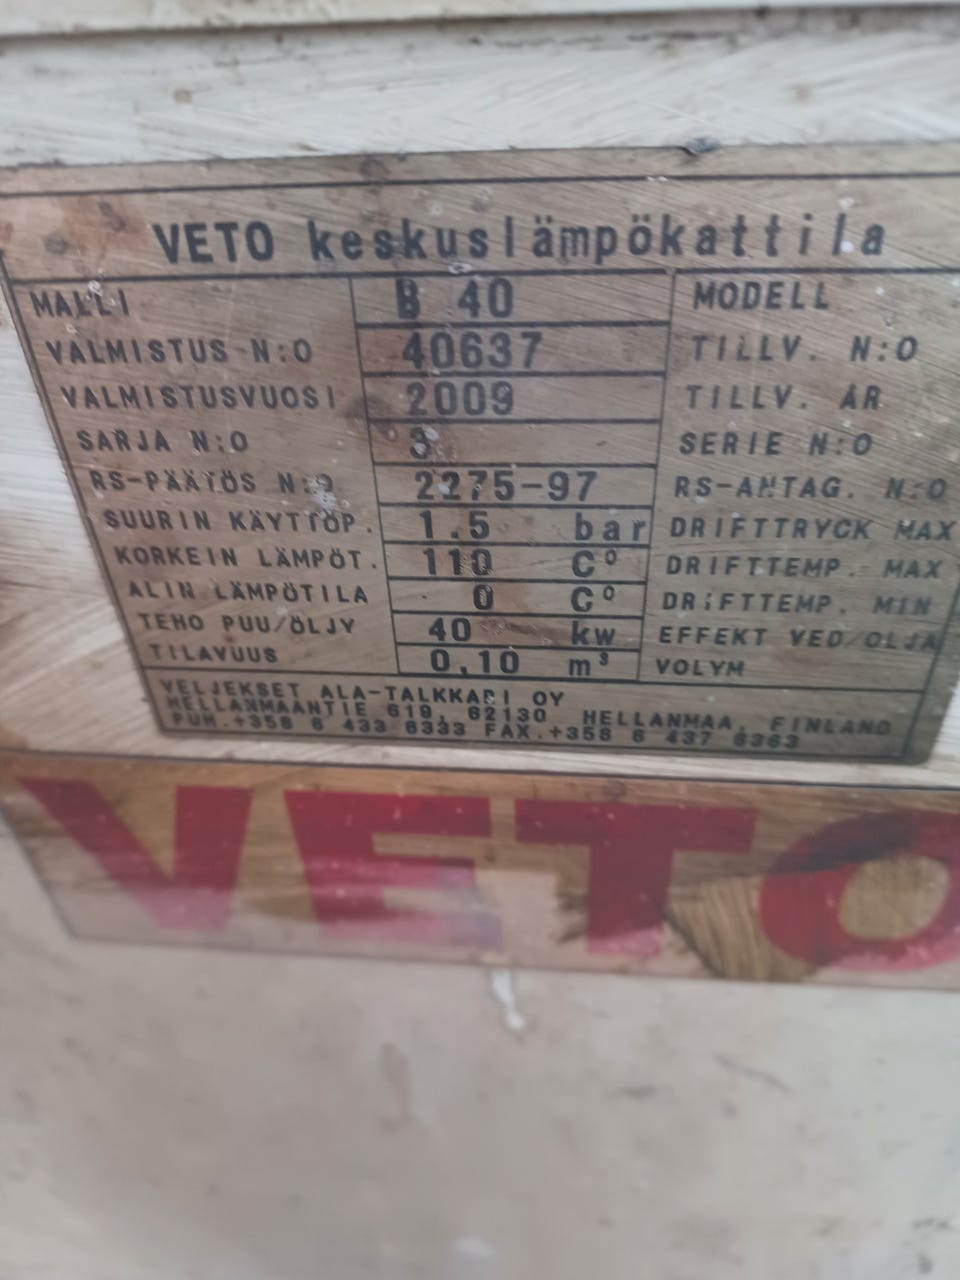 VETO keskuslämpökattila
MALLI B 40 MODELL
VALMISTUS-N:O 40637 TILLV. N:O
VALMISTUSVUOSI 2009 TILLV. ÅR
SARJA N:O 3 SERIE N:O
RS-PÄÄTÖS N:O 2275-97 RS-ANTAG. N:O
SUURIN KÄYTTÖP. 1.5 bar DRIFTTRYCK MAX
KORKEIN LÄMPÖT. 110 C° DRIFTTEMP. MAX
ALIN LÄMPÖTILA 0 C° DRIFTTEMP. MIN
TEHO PUU/ÖLJY 40 kw EFFEKT VED/OLJA
TILAVUUS 0,10 m³ VOLYM
VELJEKSET ALA-TALKKARI OY
HELLANMAANTIE 619, 62130 HELLANMAA, FINLAND
PUH.+358 6 433 6333 FAX.+358 6 437 6363
VETO